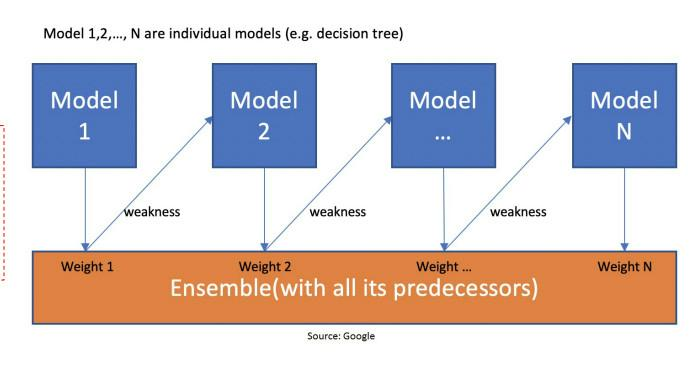 Model 1,2,..., N are individual models (e.g. decision tree)
Model
1
Model
2
Model
...
Model
N
weakness
weakness
weakness
Weight 1
Weight 2
Weight ...
Weight N
Ensemble(with all its predecessors)
Source: Google